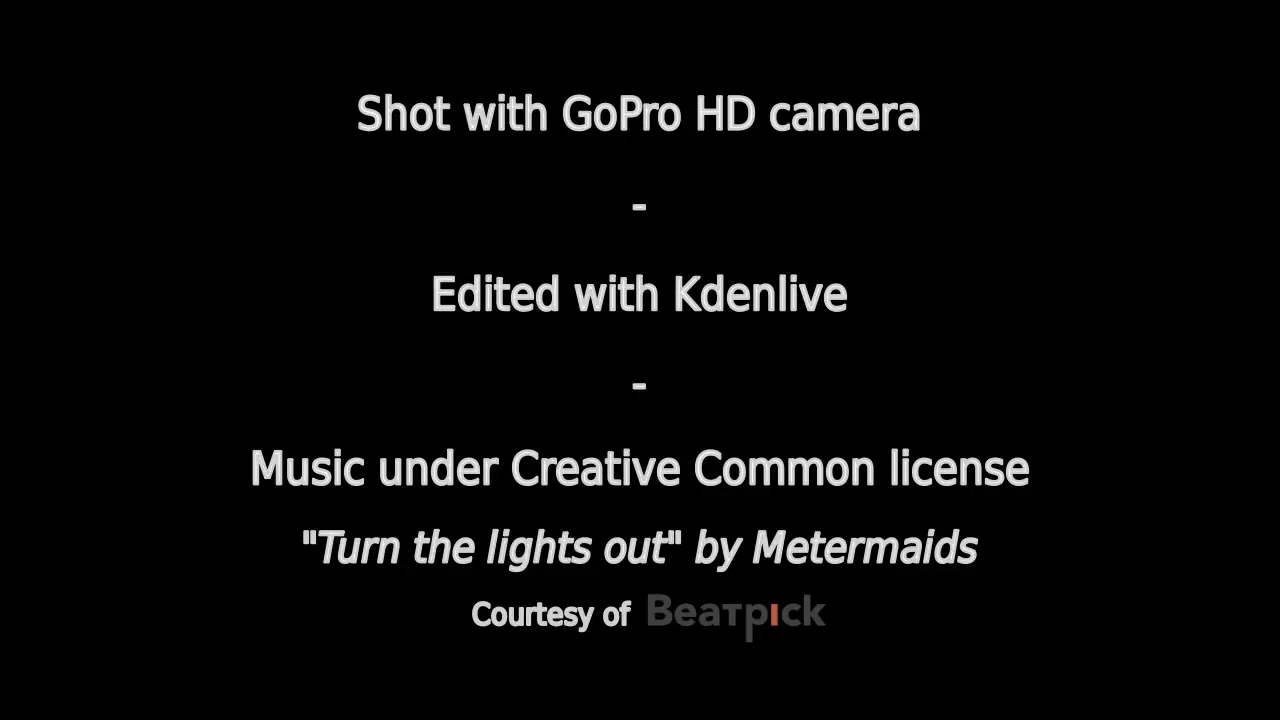 Shot with GoPro HD camera
-
Edited with Kdenlive
-
Music under Creative Common license
"Turn the lights out" by Metermaids
Courtesy of Beatpick